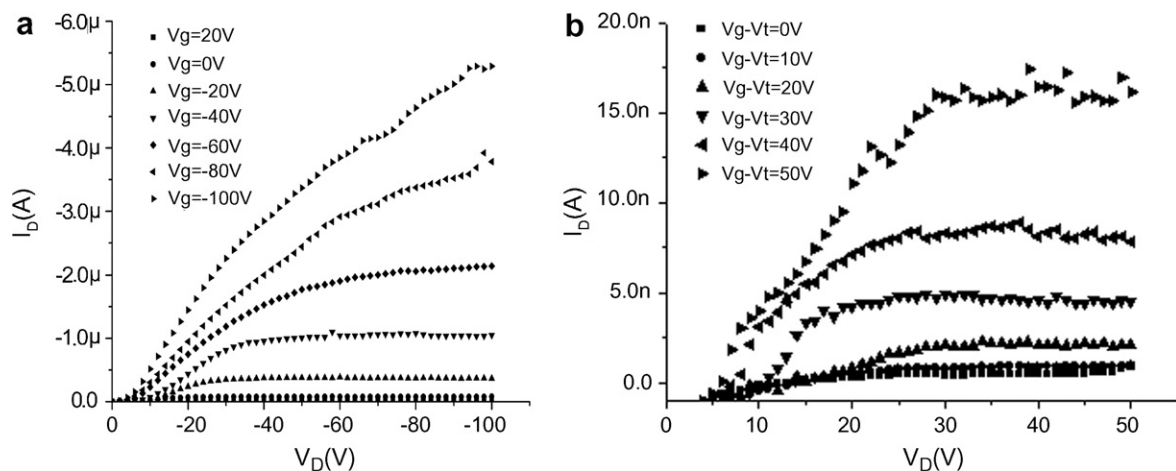 a
-6.0µ
-5.0µ
-4.0µ
-3.0µ
-2.0µ
-1.0µ
0.0
I_D(A)
Vg=20V
Vg=0V
Vg=-20V
Vg=-40V
Vg=-60V
Vg=-80V
Vg=-100V
0 -20 -40 -60 -80 -100
V_D(V)
b
20.0n
15.0n
10.0n
5.0n
0.0
I_D(A)
Vg-Vt=0V
Vg-Vt=10V
Vg-Vt=20V
Vg-Vt=30V
Vg-Vt=40V
Vg-Vt=50V
0 10 20 30 40 50
V_D(V)